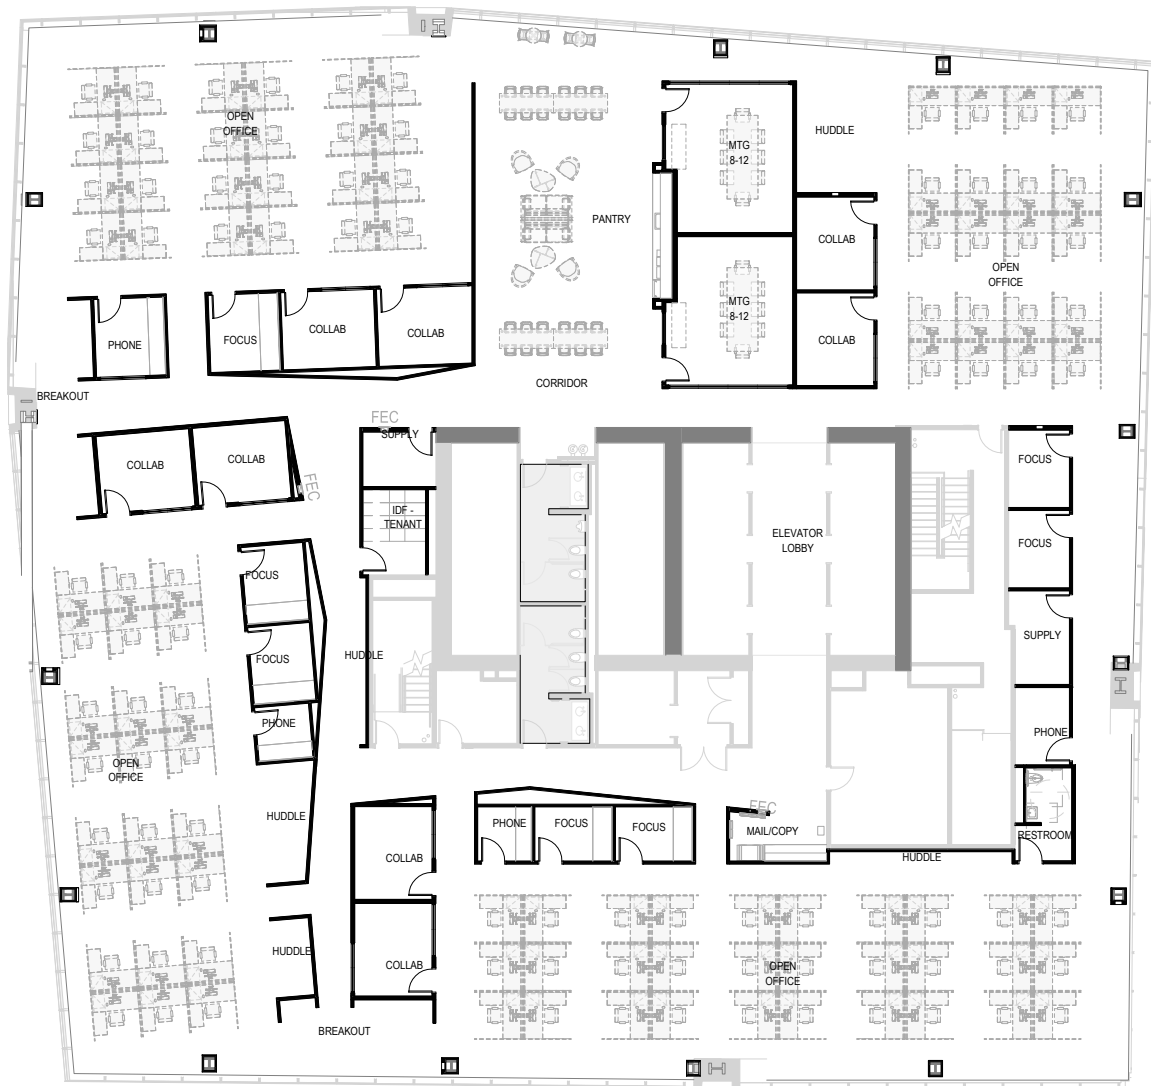 OPEN
OFFICE
HUDDLE
MTG
8-12
PANTRY
COLLAB
OPEN
OFFICE
MTG
8-12
PHONE
FOCUS
COLLAB
COLLAB
COLLAB
CORRIDOR
BREAKOUT
FEC
SUPPLY
COLLAB
COLLAB
FEC
FOCUS
IDF -
TENANT
ELEVATOR
LOBBY
FOCUS
FOCUS
SUPPLY
HUDDLE
FOCUS
PHONE
PHONE
OPEN
OFFICE
HUDDLE
FEC
PHONE
FOCUS
FOCUS
MAIL/COPY
RESTROOM
COLLAB
HUDDLE
HUDDLE
COLLAB
OPEN
OFFICE
BREAKOUT